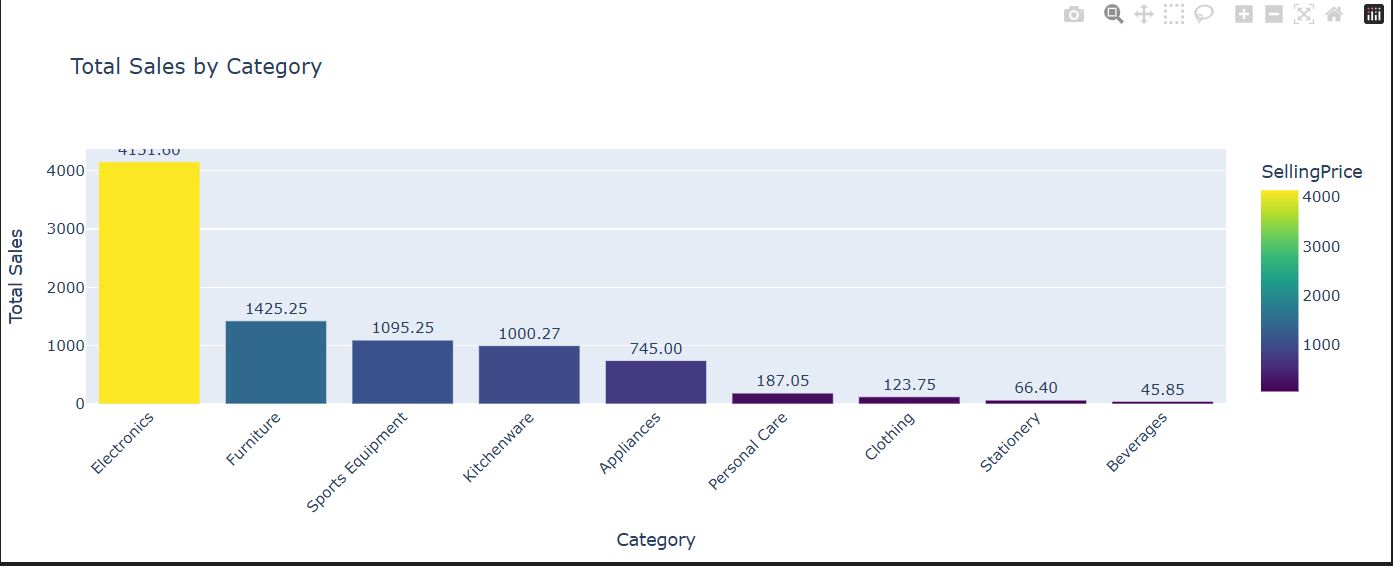 Total Sales by Category
Total Sales
4000
3000
2000
1000
0
1425.25
1095.25
1000.27
745.00
187.05
123.75
66.40
45.85
Electronics
Furniture
Sports Equipment
Kitchenware
Appliances
Personal Care
Clothing
Stationery
Beverages
Category
SellingPrice
4000
3000
2000
1000